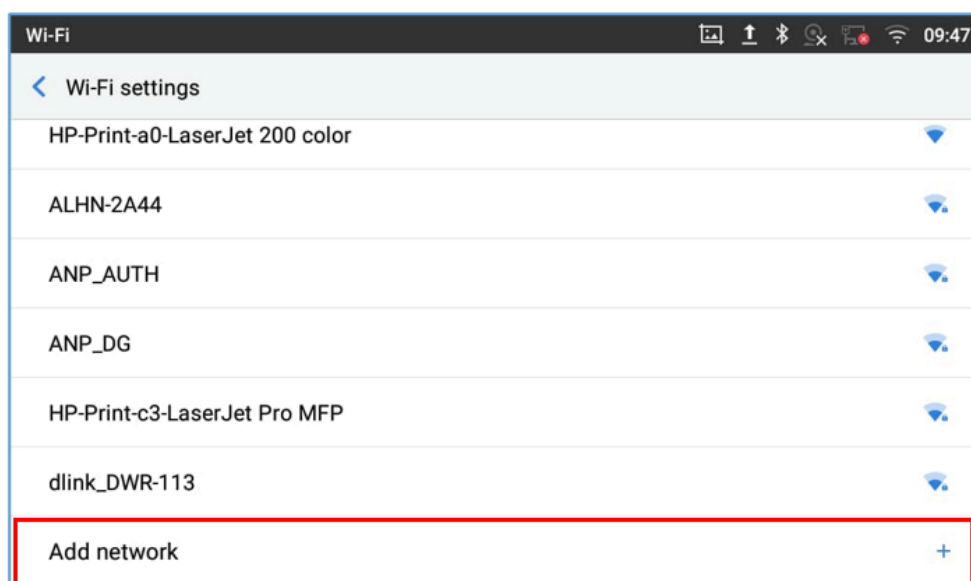 Wi-Fi 09:47
Wi-Fi settings
HP-Print-a0-LaserJet 200 color
ALHN-2A44
ANP_AUTH
ANP_DG
HP-Print-c3-LaserJet Pro MFP
dlink_DWR-113
Add network +